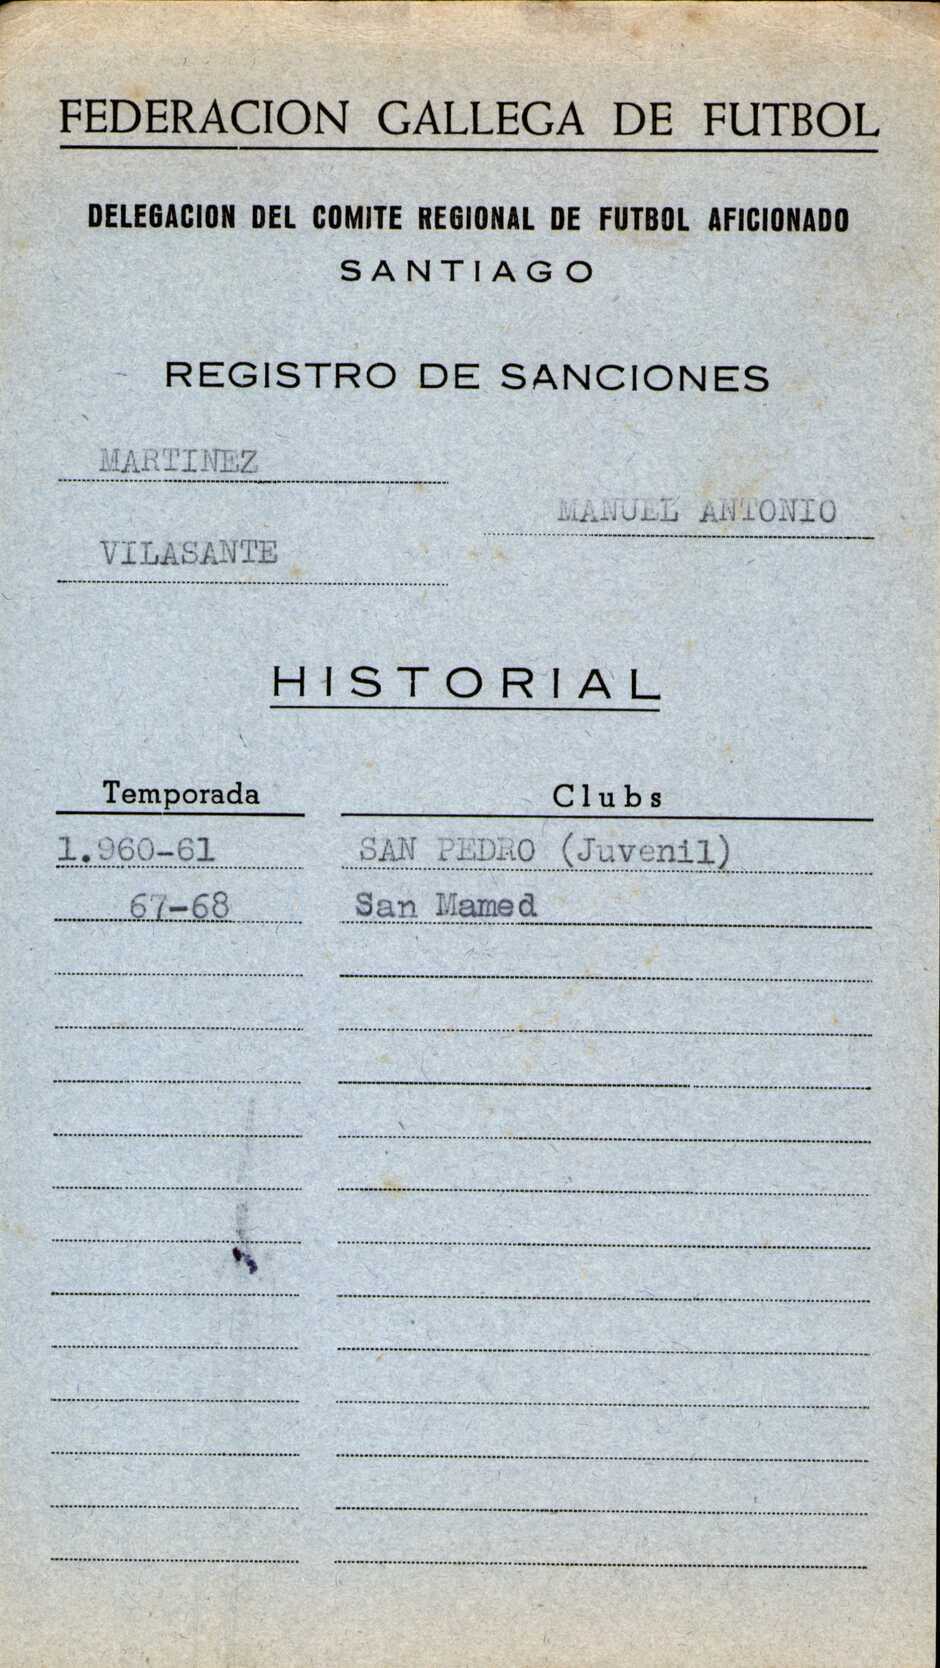 FEDERACION GALLEGA DE FUTBOL
DELEGACION DEL COMITE REGIONAL DE FUTBOL AFICIONADO
SANTIAGO
REGISTRO DE SANCIONES
MARTINEZ
MANUEL ANTONIO
VILASANTE
HISTORIAL
Temporada Clubs
1.960-61 SAN PEDRO (Juvenil)
67-68 San Mamed